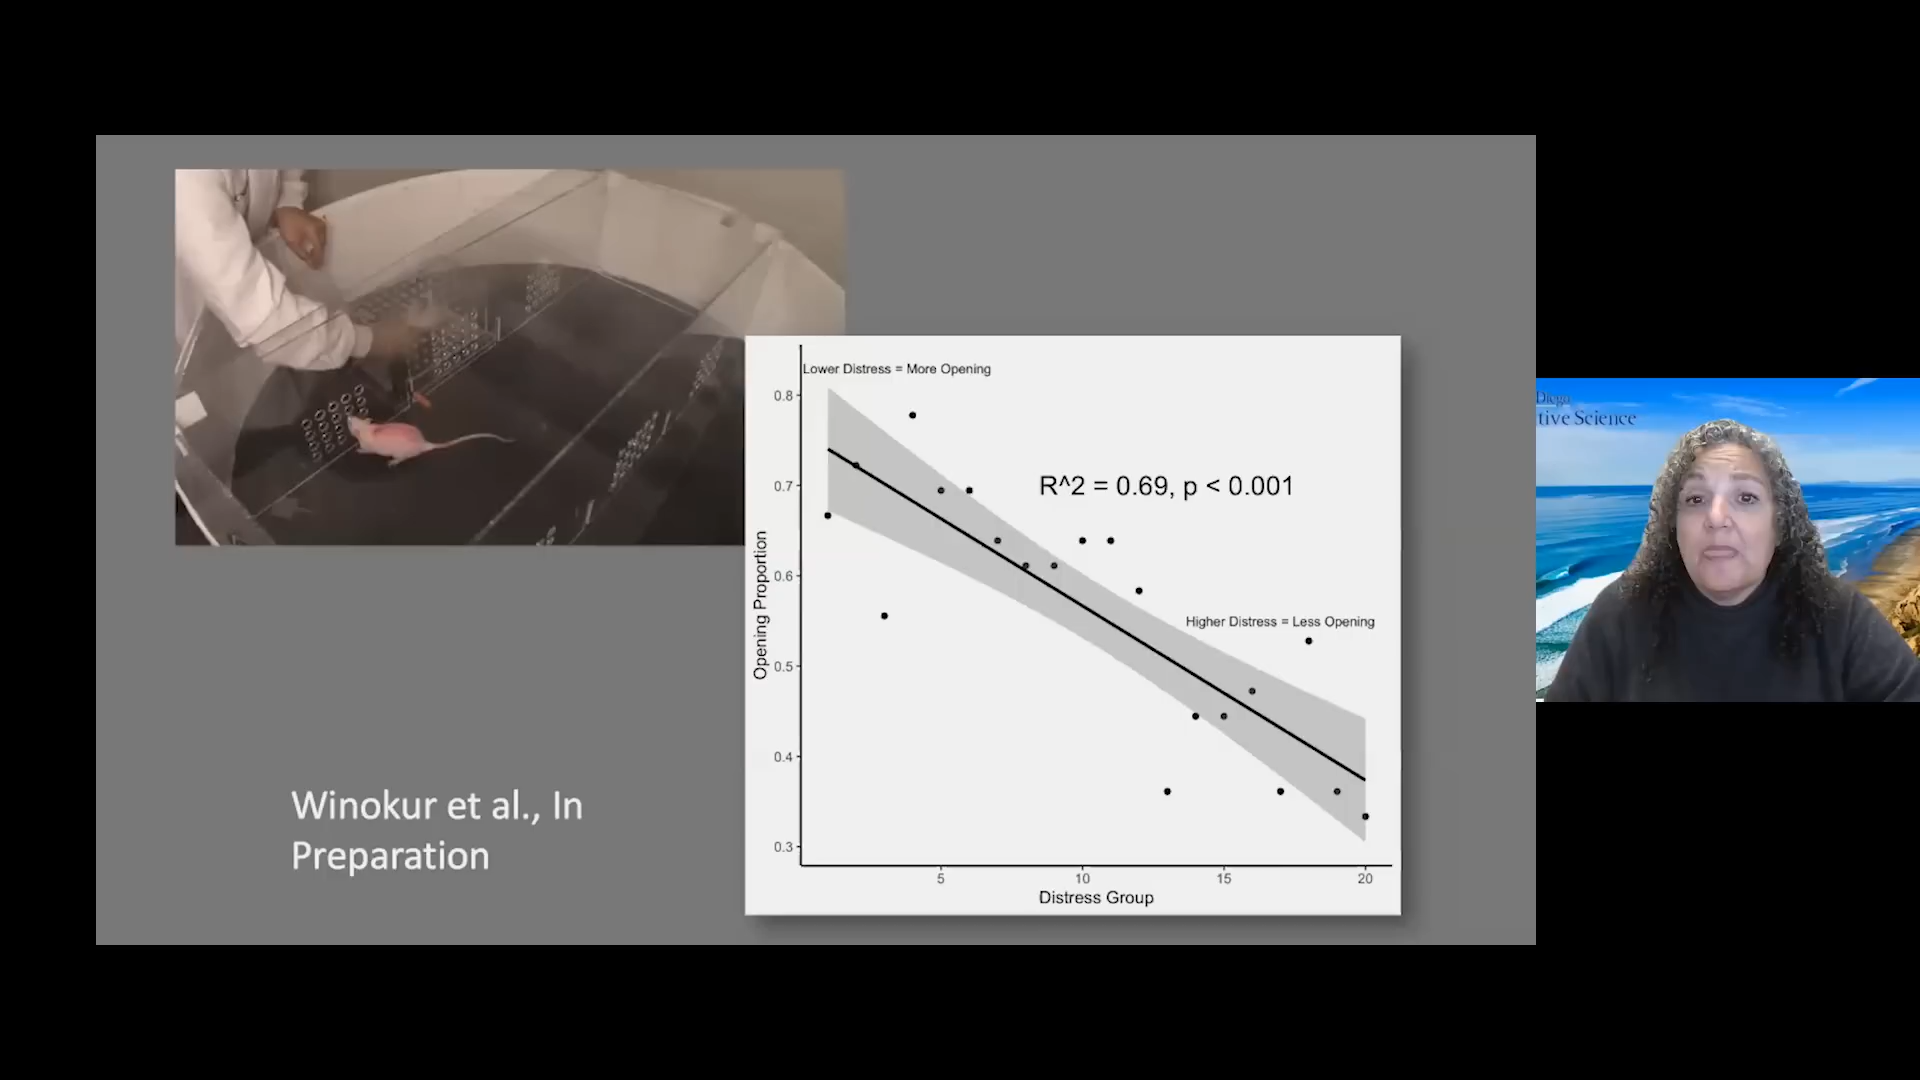 Lower Distress = More Opening
0.8
0.7
0.6
0.5
0.4
0.3
Opening Proportion
R^2 = 0.69, p < 0.001
Higher Distress = Less Opening
5
10
15
20
Distress Group
Winokur et al., In
Preparation
Diego
tive Science